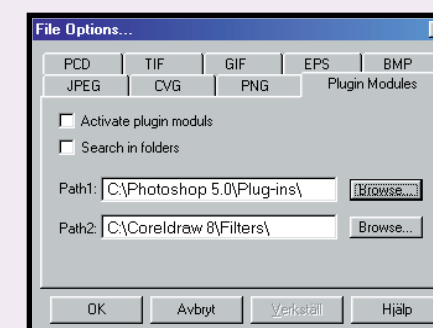 File Options...
PCD TIF GIF EPS BMP
JPEG CVG PNG Plugin Modules
Activate plugin moduls
Search in folders
Path1: C:\Photoshop 5.0\Plug-ins\ Browse...
Path2: C:\Coreldraw 8\Filters\ Browse...
OK Avbryt Verkställ Hjälp